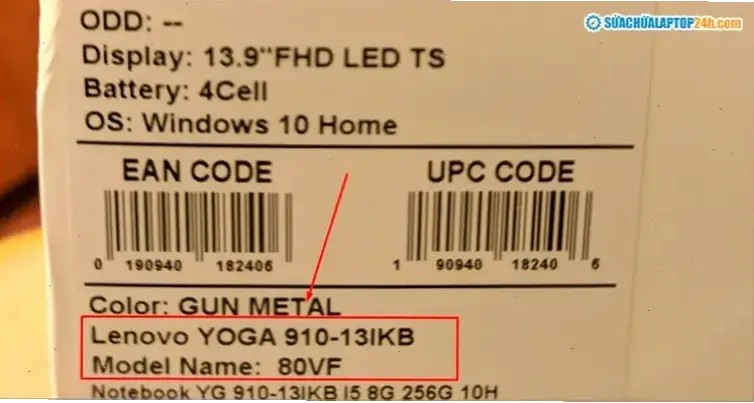 SỬACHỮALAPTOP24h.com
ODD: --
Display: 13.9"FHD LED TS
Battery: 4Cell
OS: Windows 10 Home
EAN CODE
UPC CODE
0 190940 182406
1 90940 18240 6
Color: GUN METAL
Lenovo YOGA 910-13IKB
Model Name: 80VF
Notebook YG 910-13IKB I5 8G 256G 10H